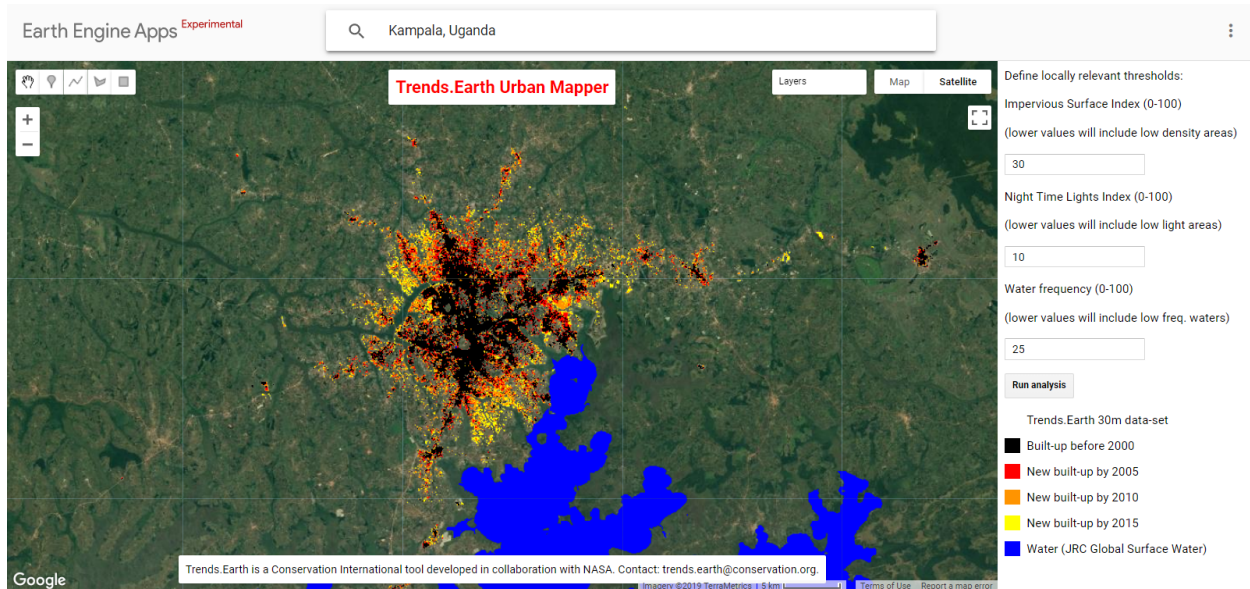 Earth Engine Apps Experimental
Kampala, Uganda
Trends.Earth Urban Mapper
Layers
Map
Satellite
Define locally relevant thresholds:
Impervious Surface Index (0-100)
(lower values will include low density areas)
30
Night Time Lights Index (0-100)
(lower values will include low light areas)
10
Water frequency (0-100)
(lower values will include low freq. waters)
25
Run analysis
Trends.Earth 30m data-set
Built-up before 2000
New built-up by 2005
New built-up by 2010
New built-up by 2015
Water (JRC Global Surface Water)
Trends.Earth is a Conservation International tool developed in collaboration with NASA. Contact: trends.earth@conservation.org.
Google
Imagery ©2019 TerraMetrics
5 km
Terms of Use
Report a map error